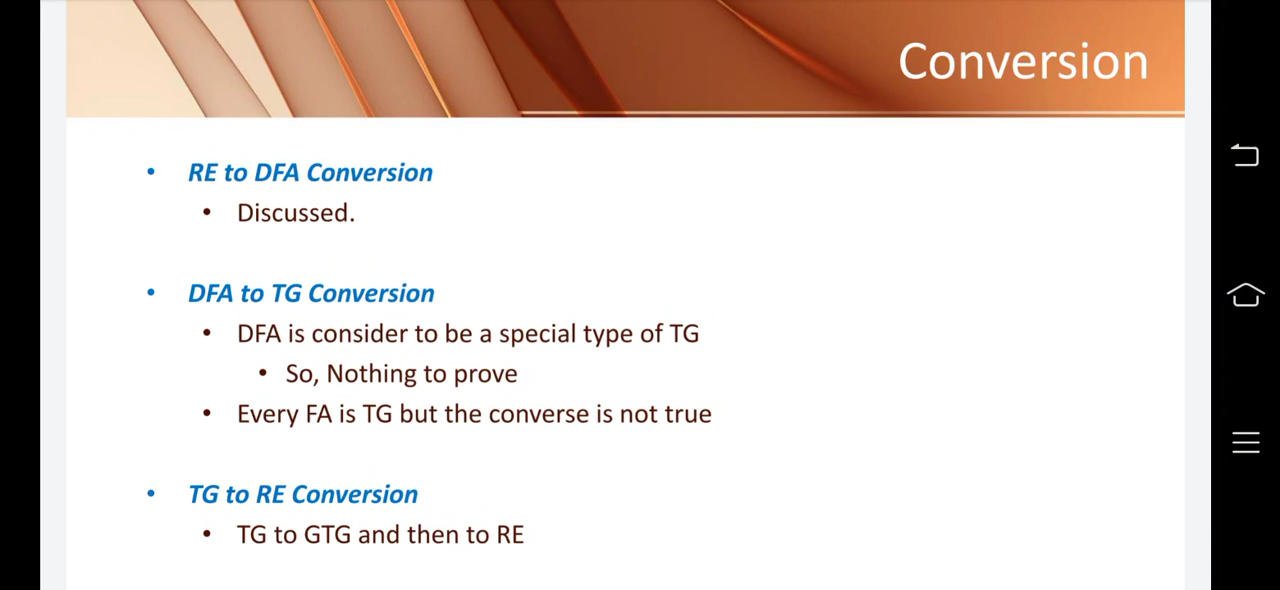 Conversion
• RE to DFA Conversion
• Discussed.
• DFA to TG Conversion
• DFA is consider to be a special type of TG
• So, Nothing to prove
• Every FA is TG but the converse is not true
• TG to RE Conversion
• TG to GTG and then to RE